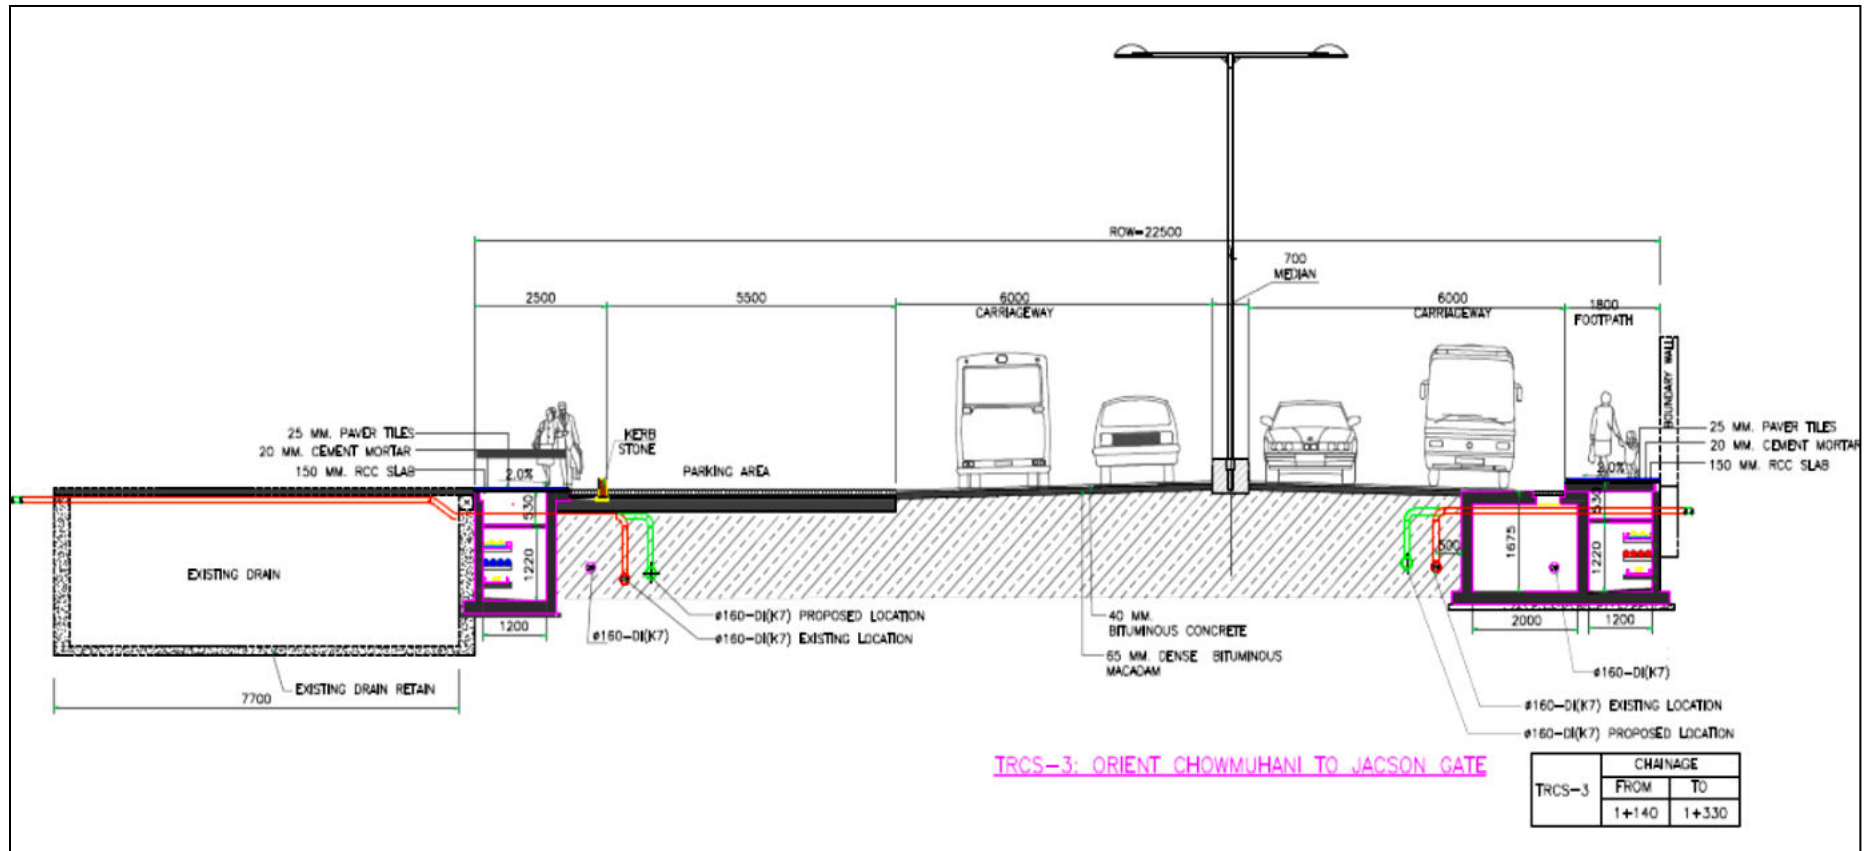 ROW-22500
700
MEDIAN
2500
5500
6000
CARRIAGEWAY
6000
CARRIAGEWAY
1800
FOOTPATH
BOUNDARY WALL
25 MM. PAVER TILES
20 MM. CEMENT MORTAR
150 MM. RCC SLAB
2.0%
KERB
STONE
PARKING AREA
2.0%
25 MM. PAVER TILES
20 MM. CEMENT MORTAR
150 MM. RCC SLAB
530
1220
EXISTING DRAIN
500
1675
530
1220
1200
ø160-DI(K7)
ø160-DI(K7) PROPOSED LOCATION
ø160-DI(K7) EXISTING LOCATION
40 MM.
BITUMINOUS CONCRETE
65 MM. DENSE BITUMINOUS
MACADAM
2000
1200
ø160-DI(K7)
EXISTING DRAIN RETAIN
7700
ø160-DI(K7) EXISTING LOCATION
ø160-DI(K7) PROPOSED LOCATION
TRCS-3: ORIENT CHOWMUHANI TO JACSON GATE
TRCS-3
CHAINAGE
FROM TO
1+140 1+330